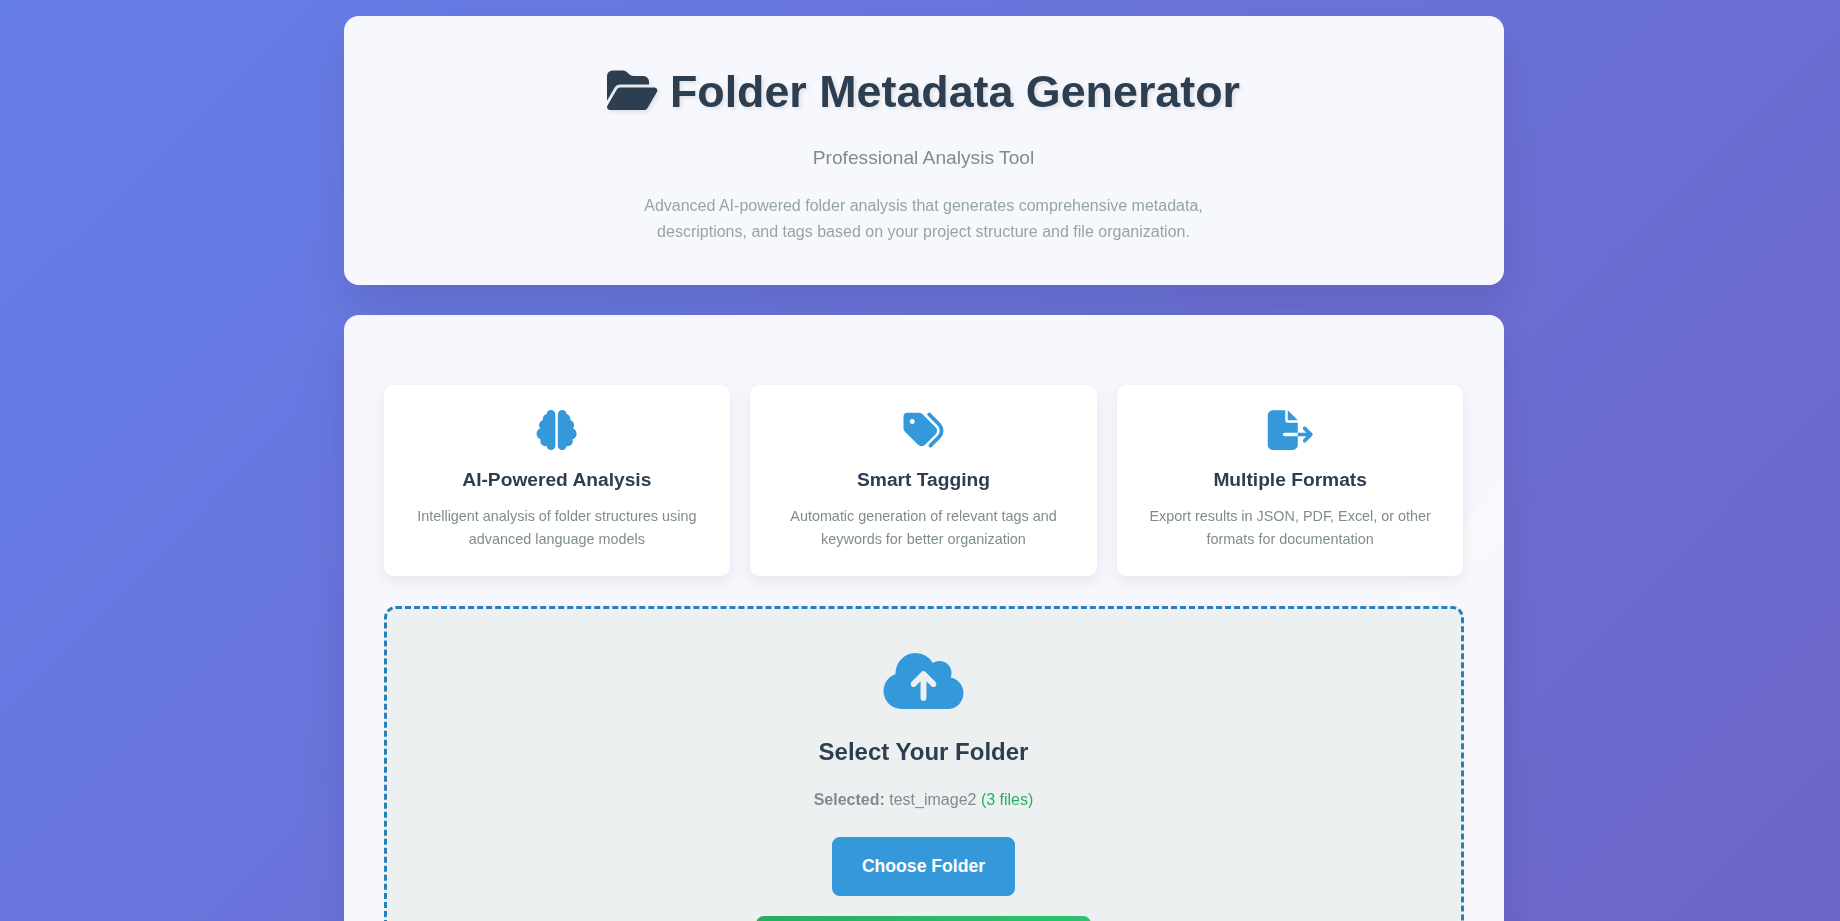 Folder Metadata Generator
Professional Analysis Tool
Advanced AI-powered folder analysis that generates comprehensive metadata,
descriptions, and tags based on your project structure and file organization.
AI-Powered Analysis
Intelligent analysis of folder structures using
advanced language models
Smart Tagging
Automatic generation of relevant tags and
keywords for better organization
Multiple Formats
Export results in JSON, PDF, Excel, or other
formats for documentation
Select Your Folder
Selected: test_image2 (3 files)
Choose Folder